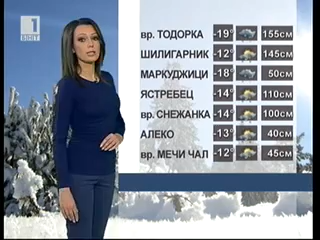 1
БНТ
вр. ТОДОРКА -19° 155см
ШИЛИГАРНИК -12° 145см
МАРКУДЖИЦИ -18° 50см
ЯСТРЕБЕЦ -14° 110см
вр. СНЕЖАНКА -14° 100см
АЛЕКО -13° 40см
вр. МЕЧИ ЧАЛ -12° 45см